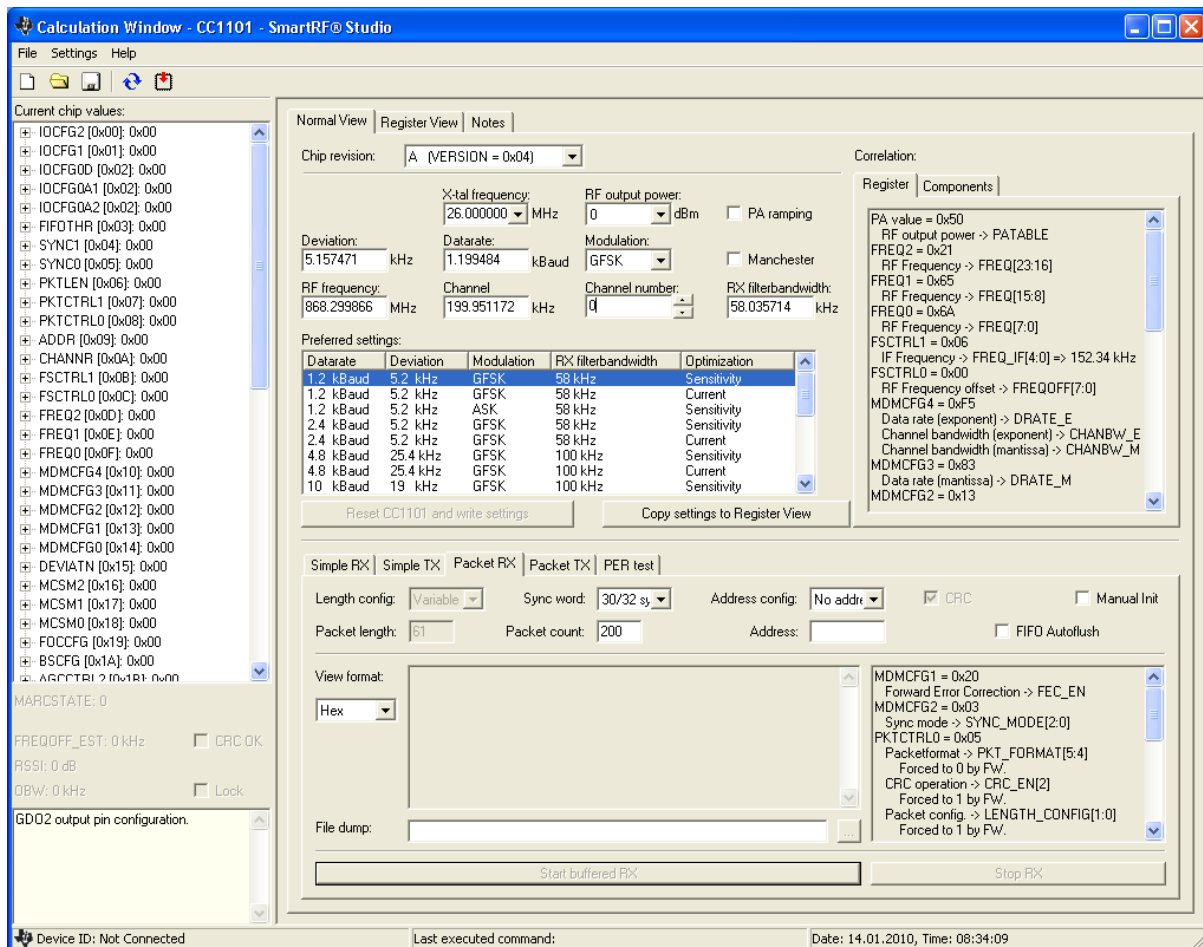 Calculation Window - CC1101 - SmartRF® Studio
File Settings Help
Current chip values:
IOCFG2 [0x00]: 0x00
IOCFG1 [0x01]: 0x00
IOCFG0D [0x02]: 0x00
IOCFG0A1 [0x02]: 0x00
IOCFG0A2 [0x02]: 0x00
FIFOTHR [0x03]: 0x00
SYNC1 [0x04]: 0x00
SYNC0 [0x05]: 0x00
PKTLEN [0x06]: 0x00
PKTCTRL1 [0x07]: 0x00
PKTCTRL0 [0x08]: 0x00
ADDR [0x09]: 0x00
CHANNR [0x0A]: 0x00
FSCTRL1 [0x0B]: 0x00
FSCTRL0 [0x0C]: 0x00
FREQ2 [0x0D]: 0x00
FREQ1 [0x0E]: 0x00
FREQ0 [0x0F]: 0x00
MDMCFG4 [0x10]: 0x00
MDMCFG3 [0x11]: 0x00
MDMCFG2 [0x12]: 0x00
MDMCFG1 [0x13]: 0x00
MDMCFG0 [0x14]: 0x00
DEVIATN [0x15]: 0x00
MCSM2 [0x16]: 0x00
MCSM1 [0x17]: 0x00
MCSM0 [0x18]: 0x00
FOCCFG [0x19]: 0x00
BSCFG [0x1A]: 0x00
AGCCTRL2 [0x1B]: 0x00
MARCSTATE: 0
FREQOFF_EST: 0 kHz CRC OK
RSSI: 0 dB
OBW: 0 kHz Lock
GDO2 output pin configuration.
Normal View Register View Notes
Chip revision: A (VERSION = 0x04)
X-tal frequency: RF output power:
26.000000 MHz 0 dBm PA ramping
Deviation: Datarate: Modulation:
5.157471 kHz 1.199484 kBaud GFSK Manchester
RF frequency: Channel Channel number: RX filterbandwidth:
868.299866 MHz 199.951172 kHz 0 58.035714 kHz
Preferred settings:
Datarate Deviation Modulation RX filterbandwidth Optimization
1.2 kBaud 5.2 kHz GFSK 58 kHz Sensitivity
1.2 kBaud 5.2 kHz GFSK 58 kHz Current
1.2 kBaud 5.2 kHz ASK 58 kHz Sensitivity
2.4 kBaud 5.2 kHz GFSK 58 kHz Sensitivity
2.4 kBaud 5.2 kHz GFSK 58 kHz Current
4.8 kBaud 25.4 kHz GFSK 100 kHz Sensitivity
4.8 kBaud 25.4 kHz GFSK 100 kHz Current
10 kBaud 19 kHz GFSK 100 kHz Sensitivity
Reset CC1101 and write settings Copy settings to Register View
Correlation:
Register Components
PA value = 0x50
RF output power -> PATABLE
FREQ2 = 0x21
RF Frequency -> FREQ[23:16]
FREQ1 = 0x65
RF Frequency -> FREQ[15:8]
FREQ0 = 0x6A
RF Frequency -> FREQ[7:0]
FSCTRL1 = 0x06
IF Frequency -> FREQ_IF[4:0] => 152.34 kHz
FSCTRL0 = 0x00
RF Frequency offset -> FREQOFF[7:0]
MDMCFG4 = 0xF5
Data rate (exponent) -> DRATE_E
Channel bandwidth (exponent) -> CHANBW_E
Channel bandwidth (mantissa) -> CHANBW_M
MDMCFG3 = 0x83
Data rate (mantissa) -> DRATE_M
MDMCFG2 = 0x13
Simple RX Simple TX Packet RX Packet TX PER test
Length config: Variable Sync word: 30/32 sy Address config: No addre CRC Manual Init
Packet length: 61 Packet count: 200 Address: FIFO Autoflush
View format:
Hex
File dump: ...
MDMCFG1 = 0x20
Forward Error Correction -> FEC_EN
MDMCFG2 = 0x03
Sync mode -> SYNC_MODE[2:0]
PKTCTRL0 = 0x05
Packetformat -> PKT_FORMAT[5:4]
Forced to 0 by FW.
CRC operation -> CRC_EN[2]
Forced to 1 by FW.
Packet config. -> LENGTH_CONFIG[1:0]
Forced to 1 by FW.
Start buffered RX Stop RX
Device ID: Not Connected Last executed command: Date: 14.01.2010, Time: 08:34:09